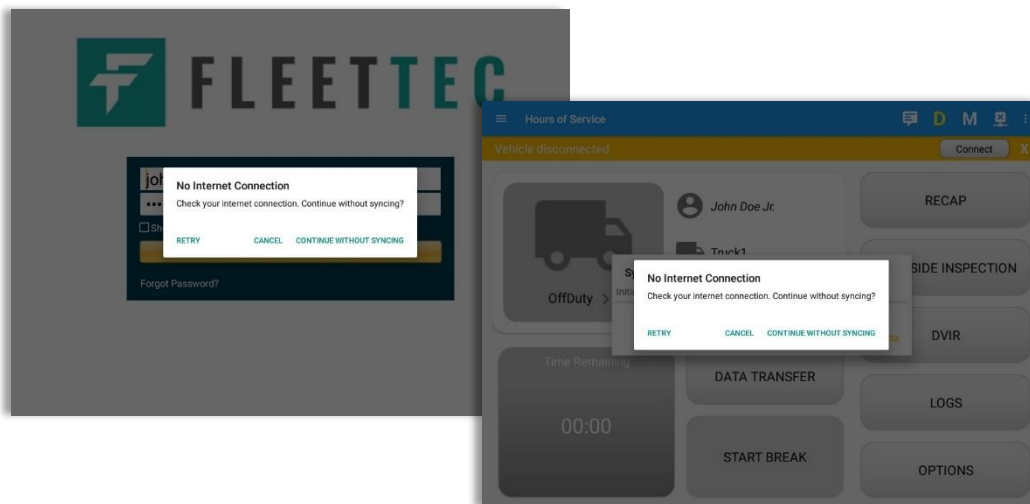 FLEETTEC
joh
No Internet Connection
Check your internet connection. Continue without syncing?
RETRY CANCEL CONTINUE WITHOUT SYNCING
Forgot Password?
Hours of Service D M
Vehicle disconnected Connect X
John Doe Jr.
Truck1
OffDuty >
No Internet Connection
Check your internet connection. Continue without syncing?
RETRY CANCEL CONTINUE WITHOUT SYNCING
Time Remaining
00:00
DATA TRANSFER
START BREAK
RECAP
SIDE INSPECTION
DVIR
LOGS
OPTIONS